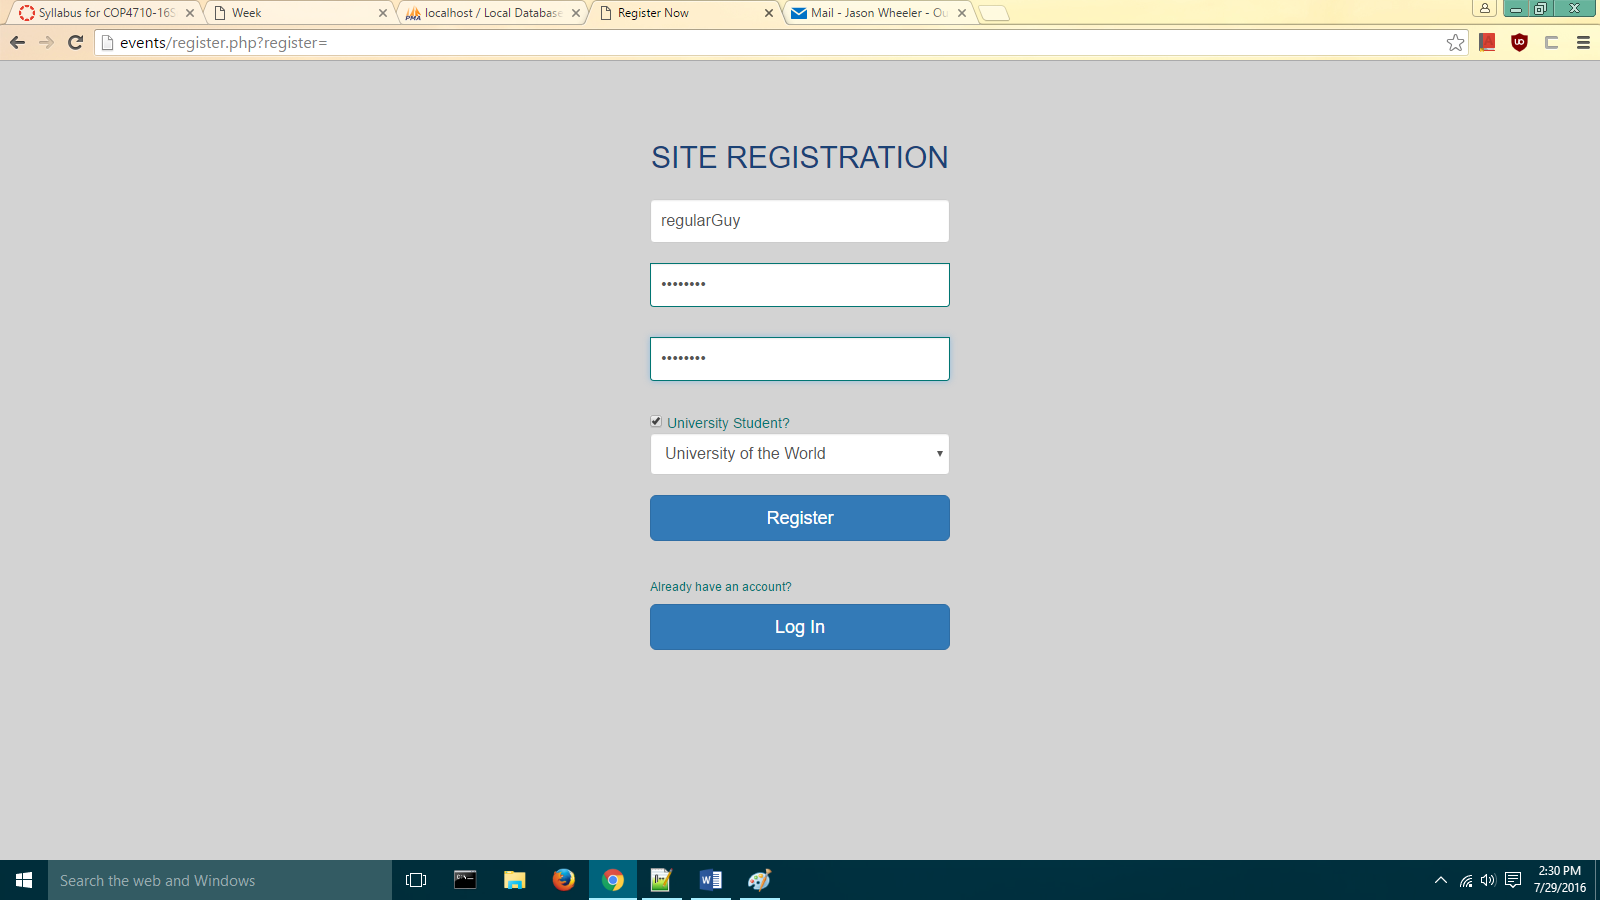 Syllabus for COP4710-16S
Week
localhost / Local Database
Register Now
Mail - Jason Wheeler - Ou
events/register.php?register=
SITE REGISTRATION
regularGuy
••••••••
••••••••
University Student?
University of the World
Register
Already have an account?
Log In
Search the web and Windows
2:30 PM
7/29/2016